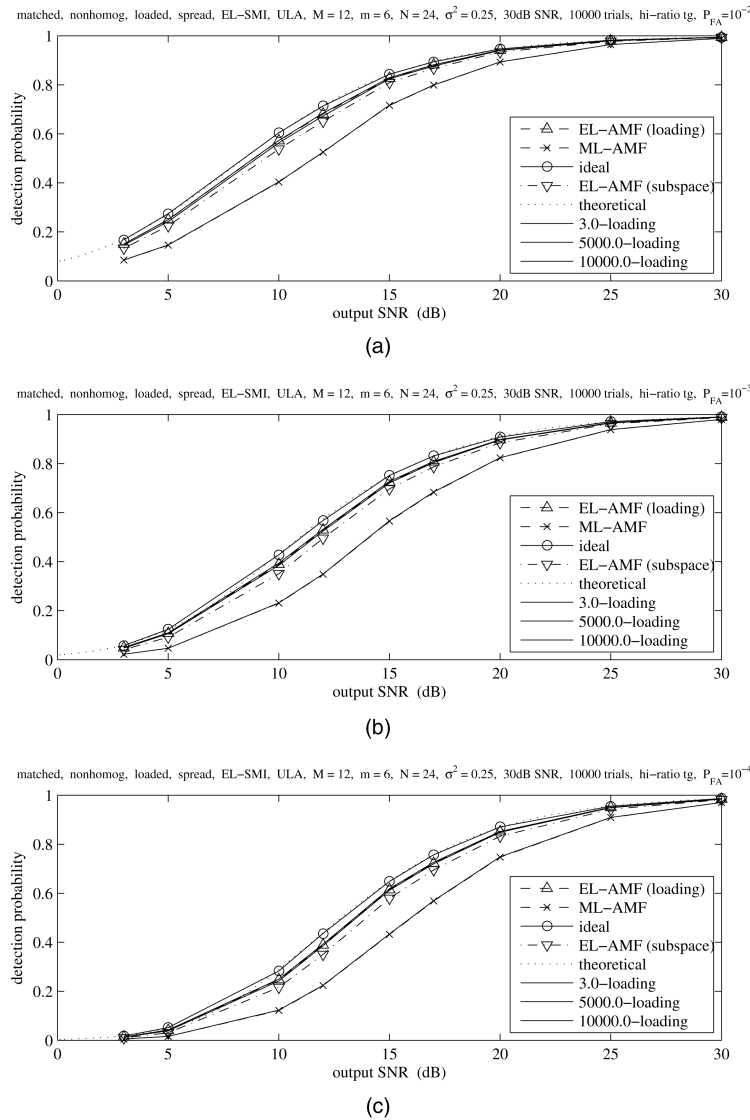 matched, nonhomog, loaded, spread, EL−SMI, ULA, M = 12, m = 6, N = 24, σ² = 0.25, 30dB SNR, 10000 trials, hi−ratio tg, P_FA=10⁻²
1
0.8
0.6
0.4
0.2
0
detection probability
EL−AMF (loading)
ML−AMF
ideal
EL−AMF (subspace)
theoretical
3.0−loading
5000.0−loading
10000.0−loading
0 5 10 15 20 25 30
output SNR (dB)
(a)
matched, nonhomog, loaded, spread, EL−SMI, ULA, M = 12, m = 6, N = 24, σ² = 0.25, 30dB SNR, 10000 trials, hi−ratio tg, P_FA=10⁻³
1
0.8
0.6
0.4
0.2
0
detection probability
EL−AMF (loading)
ML−AMF
ideal
EL−AMF (subspace)
theoretical
3.0−loading
5000.0−loading
10000.0−loading
0 5 10 15 20 25 30
output SNR (dB)
(b)
matched, nonhomog, loaded, spread, EL−SMI, ULA, M = 12, m = 6, N = 24, σ² = 0.25, 30dB SNR, 10000 trials, hi−ratio tg, P_FA=10⁻⁴
1
0.8
0.6
0.4
0.2
0
detection probability
EL−AMF (loading)
ML−AMF
ideal
EL−AMF (subspace)
theoretical
3.0−loading
5000.0−loading
10000.0−loading
0 5 10 15 20 25 30
output SNR (dB)
(c)